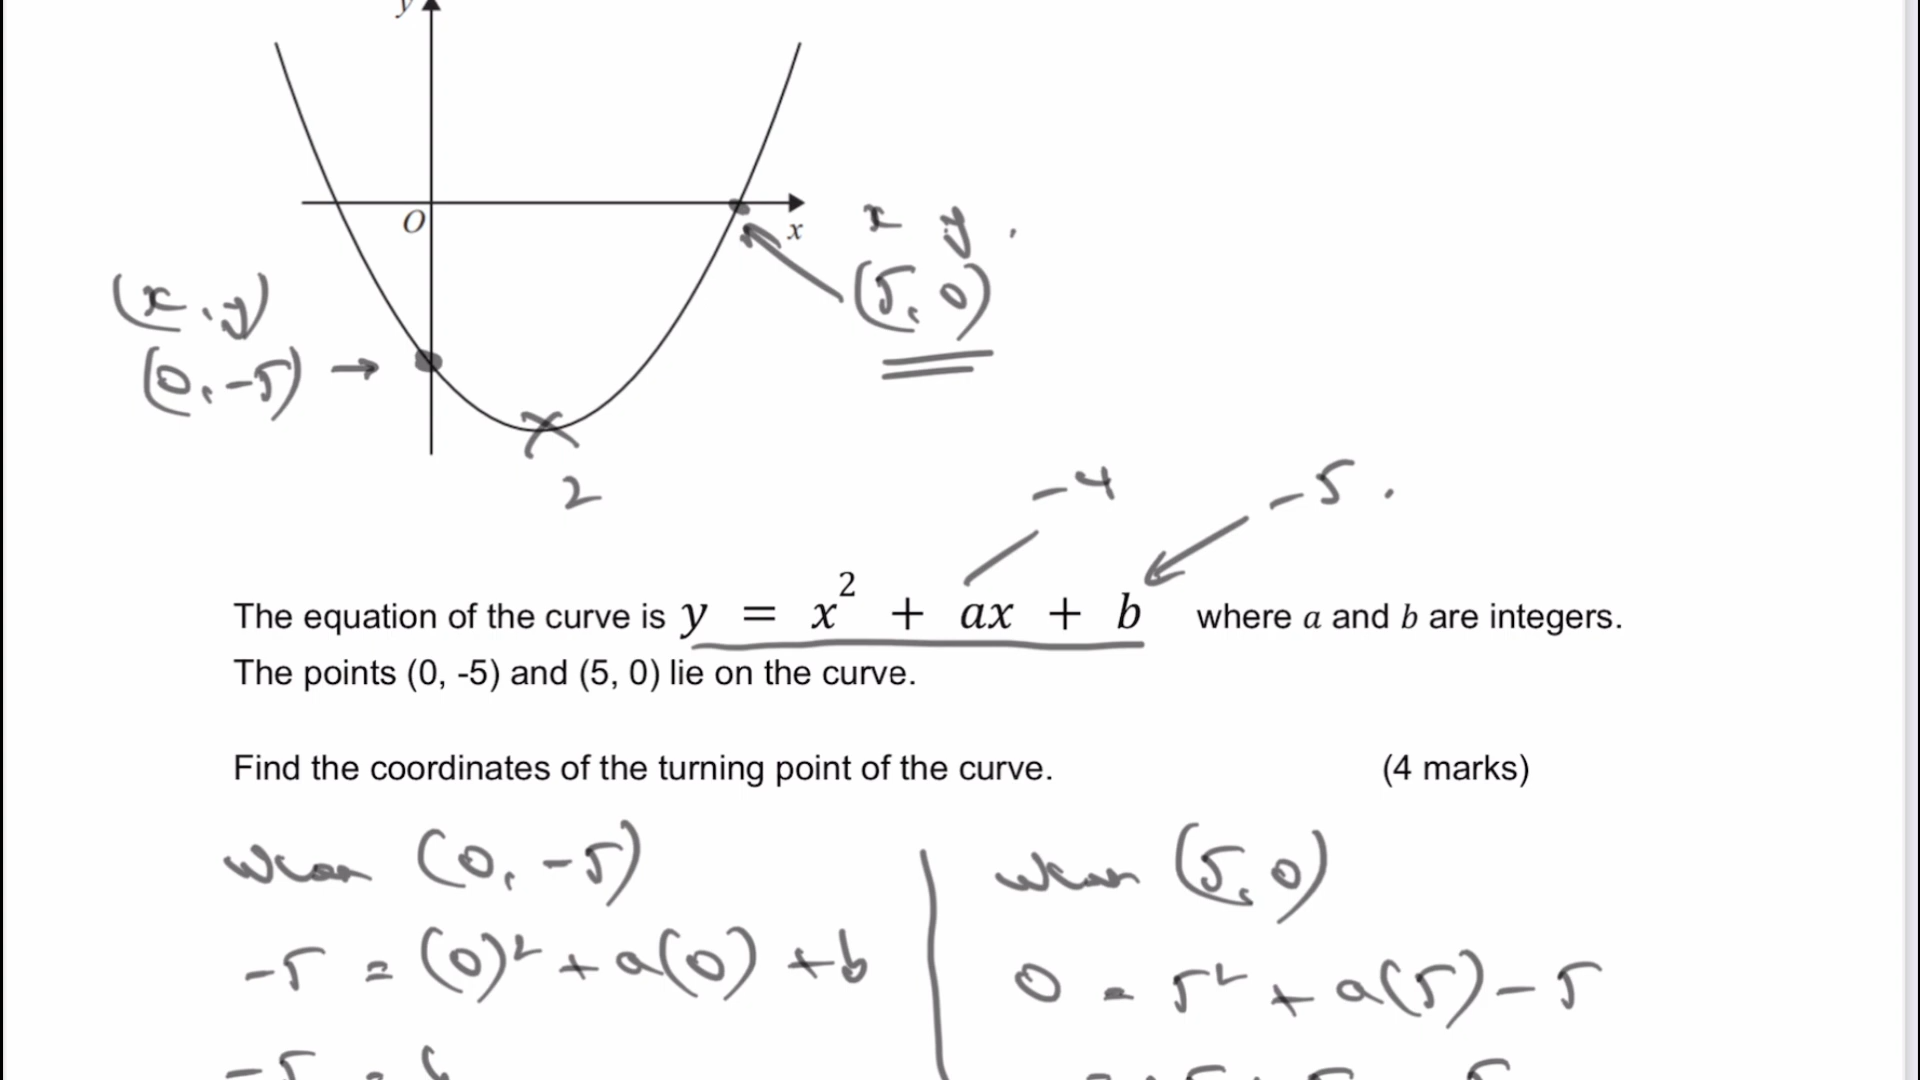 y
O
x
x y .
(5, 0)
(x, y)
(0, -5) →
2
-4
-5 .
The equation of the curve is y = x² + ax + b where a and b are integers.
The points (0, -5) and (5, 0) lie on the curve.
Find the coordinates of the turning point of the curve. (4 marks)
when (0, -5)
when (5, 0)
-5 = (0)² + a(0) + b
0 = 5² + a(5) - 5